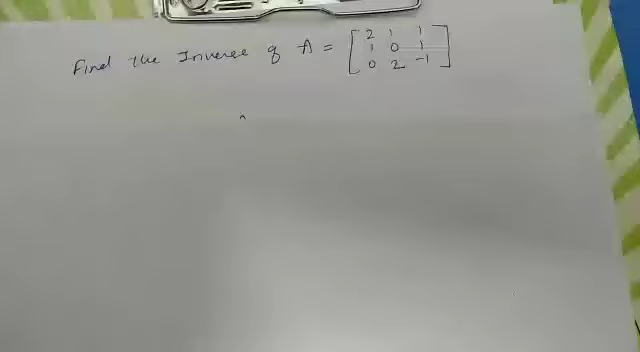 Find the Inverse of A = [ 2 1 1
1 0 1
0 2 -1 ]